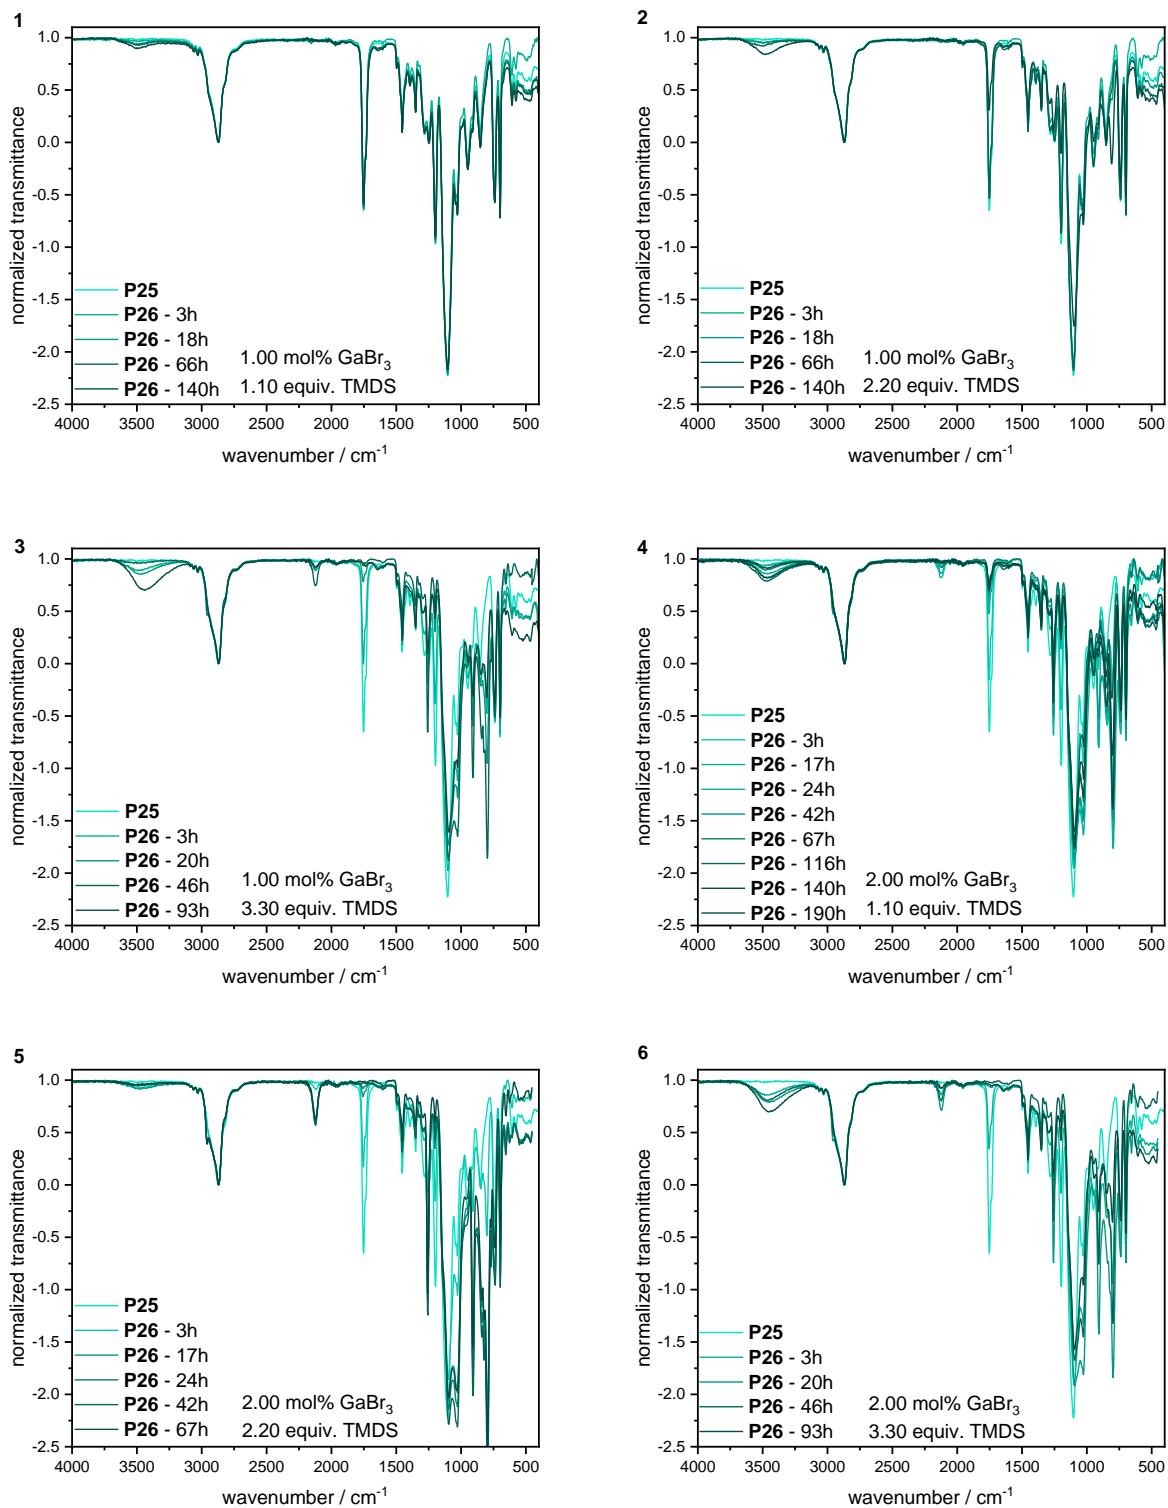 1
normalized transmittance
1.0
0.5
0.0
-0.5
-1.0
-1.5
-2.0
-2.5
P25
P26 - 3h
P26 - 18h
P26 - 66h
P26 - 140h
1.00 mol% GaBr3
1.10 equiv. TMDS
4000 3500 3000 2500 2000 1500 1000 500
wavenumber / cm-1
2
normalized transmittance
1.0
0.5
0.0
-0.5
-1.0
-1.5
-2.0
-2.5
P25
P26 - 3h
P26 - 18h
P26 - 66h
P26 - 140h
1.00 mol% GaBr3
2.20 equiv. TMDS
4000 3500 3000 2500 2000 1500 1000 500
wavenumber / cm-1
3
normalized transmittance
1.0
0.5
0.0
-0.5
-1.0
-1.5
-2.0
-2.5
P25
P26 - 3h
P26 - 20h
P26 - 46h
P26 - 93h
1.00 mol% GaBr3
3.30 equiv. TMDS
4000 3500 3000 2500 2000 1500 1000 500
wavenumber / cm-1
4
normalized transmittance
1.0
0.5
0.0
-0.5
-1.0
-1.5
-2.0
-2.5
P25
P26 - 3h
P26 - 17h
P26 - 24h
P26 - 42h
P26 - 67h
P26 - 116h
P26 - 140h
P26 - 190h
2.00 mol% GaBr3
1.10 equiv. TMDS
4000 3500 3000 2500 2000 1500 1000 500
wavenumber / cm-1
5
normalized transmittance
1.0
0.5
0.0
-0.5
-1.0
-1.5
-2.0
-2.5
P25
P26 - 3h
P26 - 17h
P26 - 24h
P26 - 42h
P26 - 67h
2.00 mol% GaBr3
2.20 equiv. TMDS
4000 3500 3000 2500 2000 1500 1000 500
wavenumber / cm-1
6
normalized transmittance
1.0
0.5
0.0
-0.5
-1.0
-1.5
-2.0
-2.5
P25
P26 - 3h
P26 - 20h
P26 - 46h
P26 - 93h
2.00 mol% GaBr3
3.30 equiv. TMDS
4000 3500 3000 2500 2000 1500 1000 500
wavenumber / cm-1